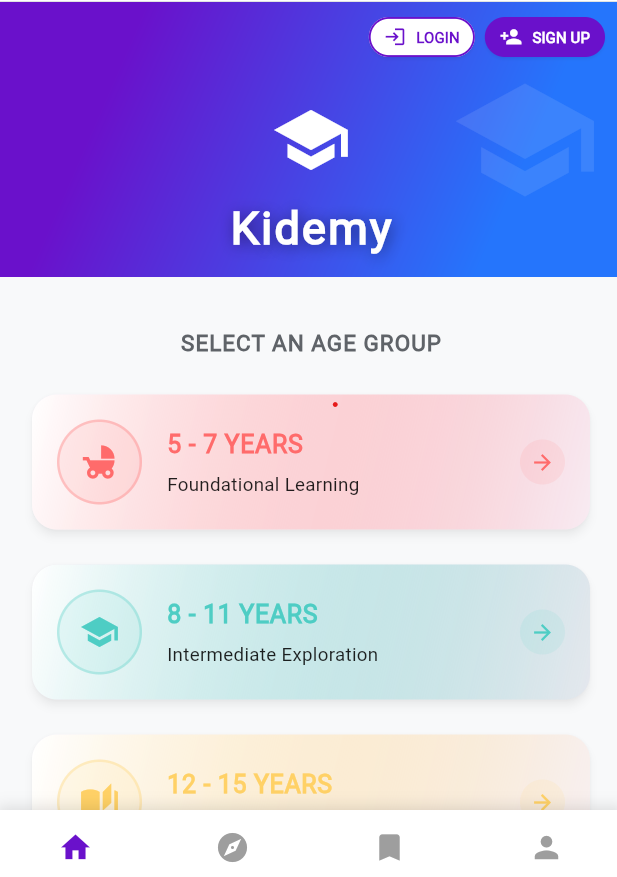 LOGIN
SIGN UP
Kidemy
SELECT AN AGE GROUP
5 - 7 YEARS
Foundational Learning
8 - 11 YEARS
Intermediate Exploration
12 - 15 YEARS